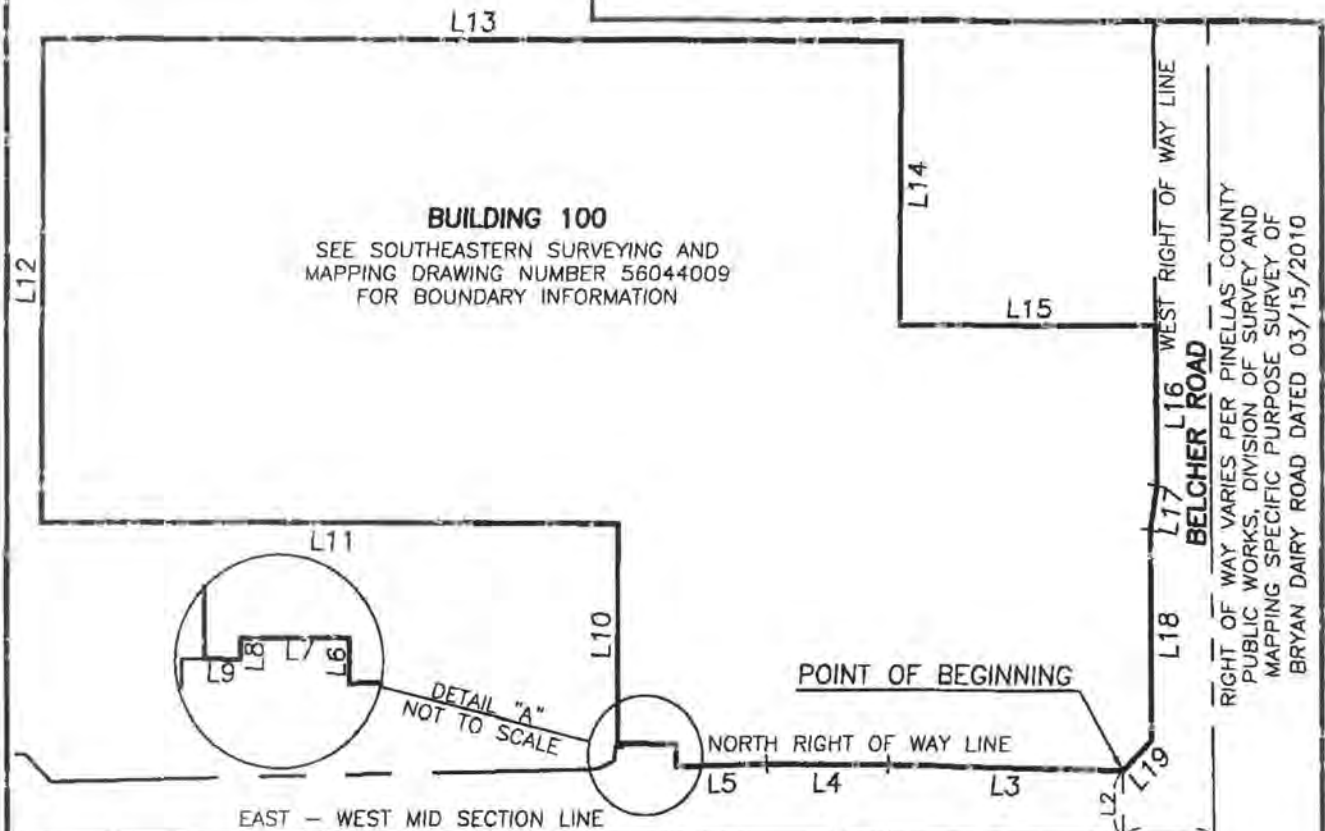 L13
L14
L12
BUILDING 100
SEE SOUTHEASTERN SURVEYING AND
MAPPING DRAWING NUMBER 56044009
FOR BOUNDARY INFORMATION
L15
WEST RIGHT OF WAY LINE
L16
BELCHER ROAD
RIGHT OF WAY VARIES PER PINELLAS COUNTY
PUBLIC WORKS, DIVISION OF SURVEY AND
MAPPING SPECIFIC PURPOSE SURVEY OF
BRYAN DAIRY ROAD DATED 03/15/2010
L17
L11
L10
L18
L9
L8
L7
L6
DETAIL "A"
NOT TO SCALE
POINT OF BEGINNING
NORTH RIGHT OF WAY LINE
L5
L4
L3
L19
L2
EAST – WEST MID SECTION LINE